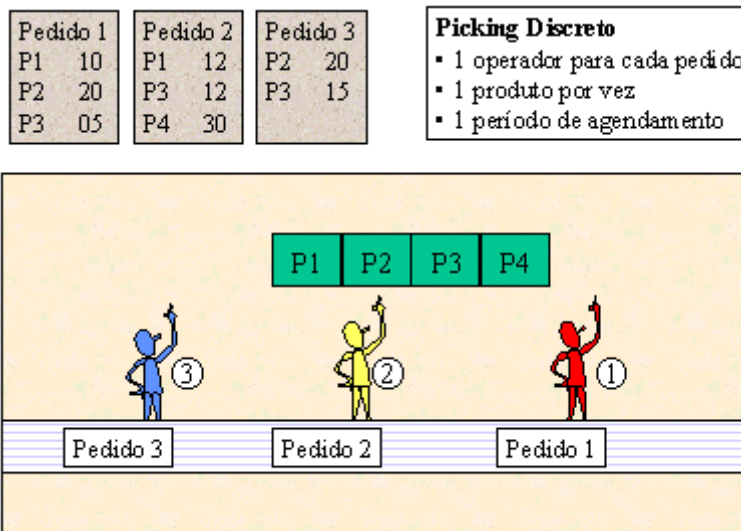 Pedido 1
P1 10
P2 20
P3 05
Pedido 2
P1 12
P3 12
P4 30
Pedido 3
P2 20
P3 15
Picking Discreto
▪ 1 operador para cada pedido
▪ 1 produto por vez
▪ 1 período de agendamento
P1 P2 P3 P4
3 2 1
Pedido 3 Pedido 2 Pedido 1